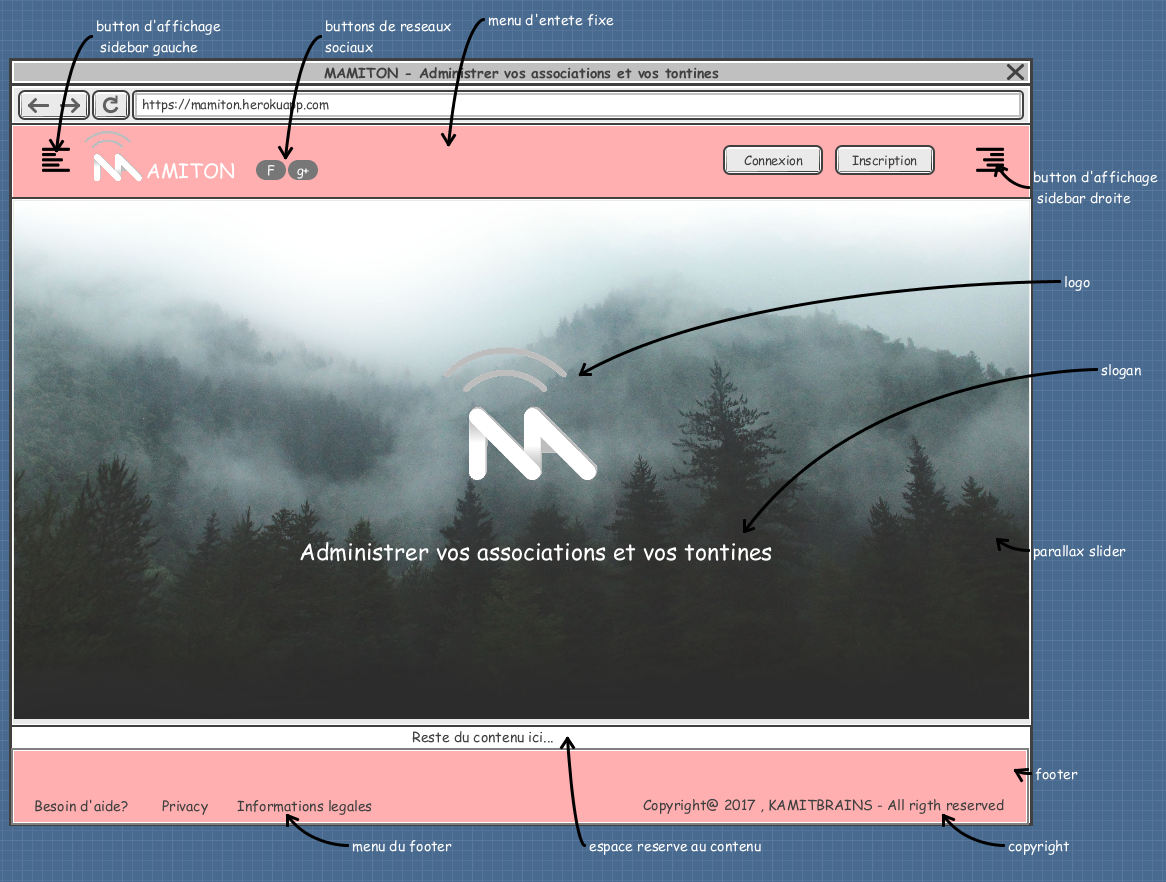 button d'affichage
sidebar gauche
buttons de reseaux
sociaux
menu d'entete fixe
MAMITON - Administrer vos associations et vos tontines
https://mamiton.herokuapp.com
AMITON
F
g+
Connexion
Inscription
button d'affichage
sidebar droite
logo
slogan
Administrer vos associations et vos tontines
parallax slider
Reste du contenu ici...
footer
Besoin d'aide?
Privacy
Informations legales
Copyright@ 2017 , KAMITBRAINS - All rigth reserved
menu du footer
espace reserve au contenu
copyright